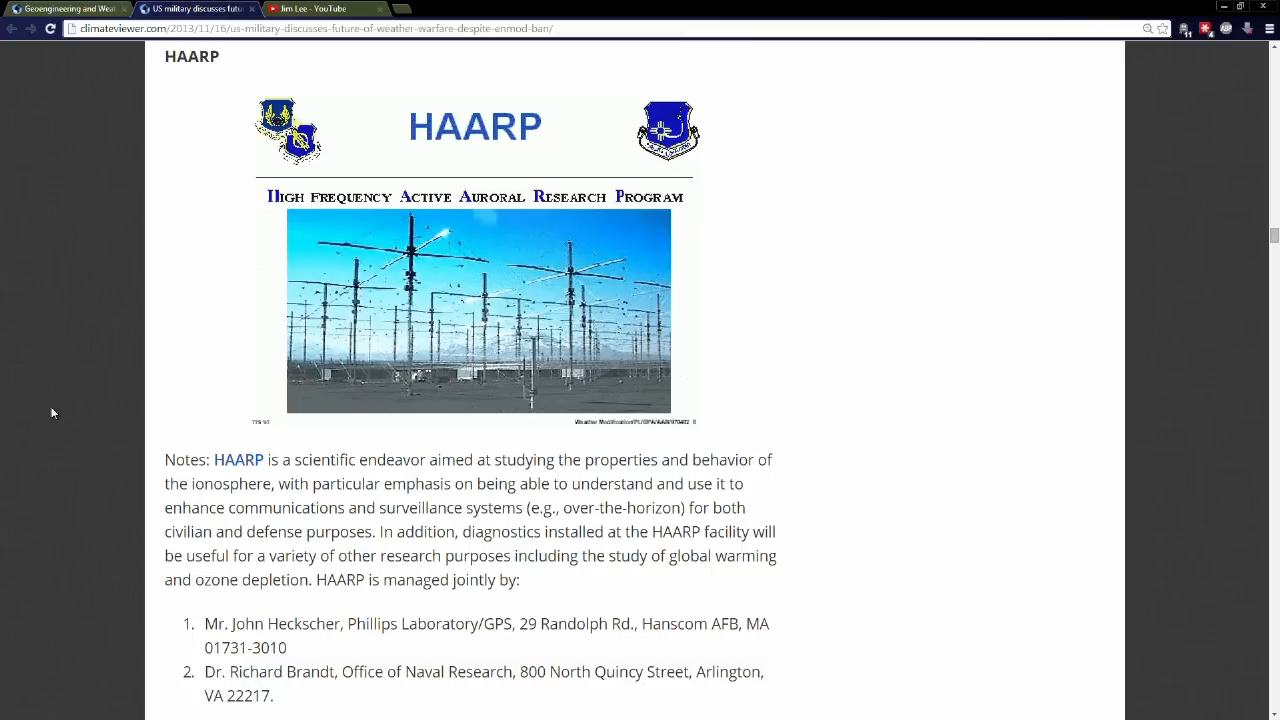 Geoengineering and Weat
US military discusses futu
Jim Lee - YouTube
climateviewer.com/2013/11/16/us-military-discusses-future-of-weather-warfare-despite-enmod-ban/
HAARP
HAARP
HIGH FREQUENCY ACTIVE AURORAL RESEARCH PROGRAM
Notes: HAARP is a scientific endeavor aimed at studying the properties and behavior of
the ionosphere, with particular emphasis on being able to understand and use it to
enhance communications and surveillance systems (e.g., over-the-horizon) for both
civilian and defense purposes. In addition, diagnostics installed at the HAARP facility will
be useful for a variety of other research purposes including the study of global warming
and ozone depletion. HAARP is managed jointly by:
1. Mr. John Heckscher, Phillips Laboratory/GPS, 29 Randolph Rd., Hanscom AFB, MA
01731-3010
2. Dr. Richard Brandt, Office of Naval Research, 800 North Quincy Street, Arlington,
VA 22217.